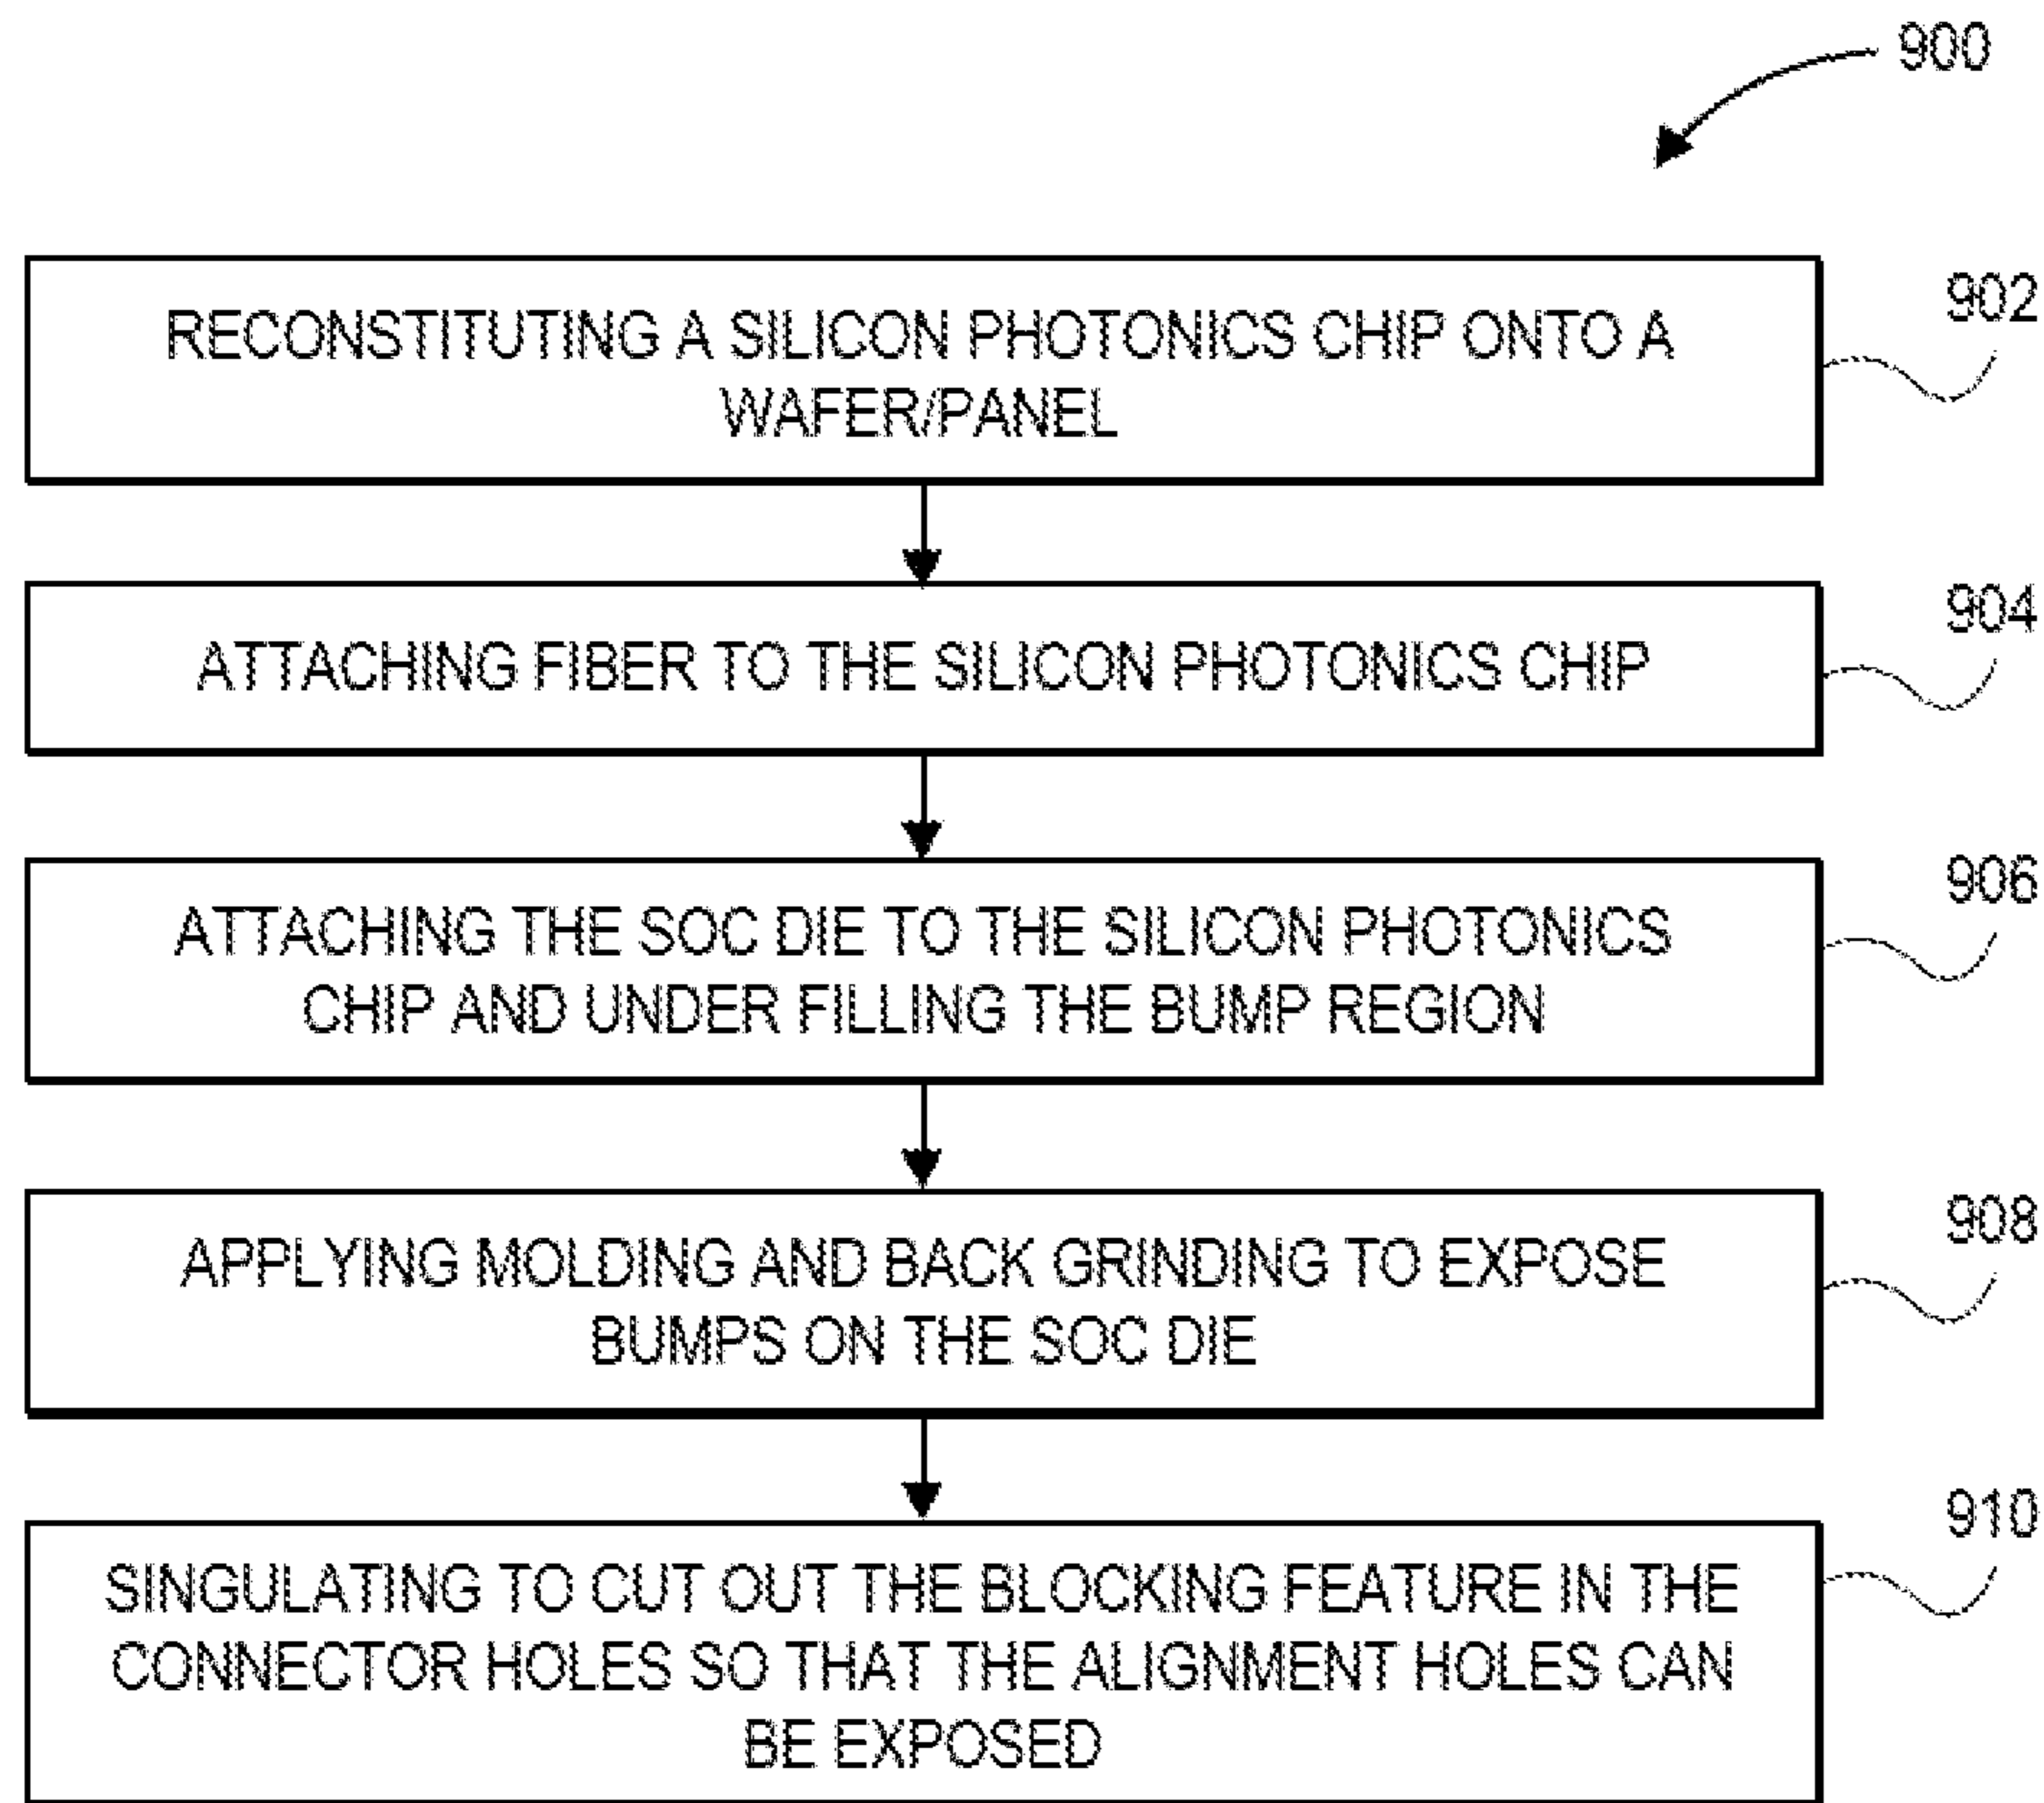 900
RECONSTITUTING A SILICON PHOTONICS CHIP ONTO A
WAFER/PANEL
902
ATTACHING FIBER TO THE SILICON PHOTONICS CHIP
904
ATTACHING THE SOC DIE TO THE SILICON PHOTONICS
CHIP AND UNDER FILLING THE BUMP REGION
906
APPLYING MOLDING AND BACK GRINDING TO EXPOSE
BUMPS ON THE SOC DIE
908
SINGULATING TO CUT OUT THE BLOCKING FEATURE IN THE
CONNECTOR HOLES SO THAT THE ALIGNMENT HOLES CAN
BE EXPOSED
910